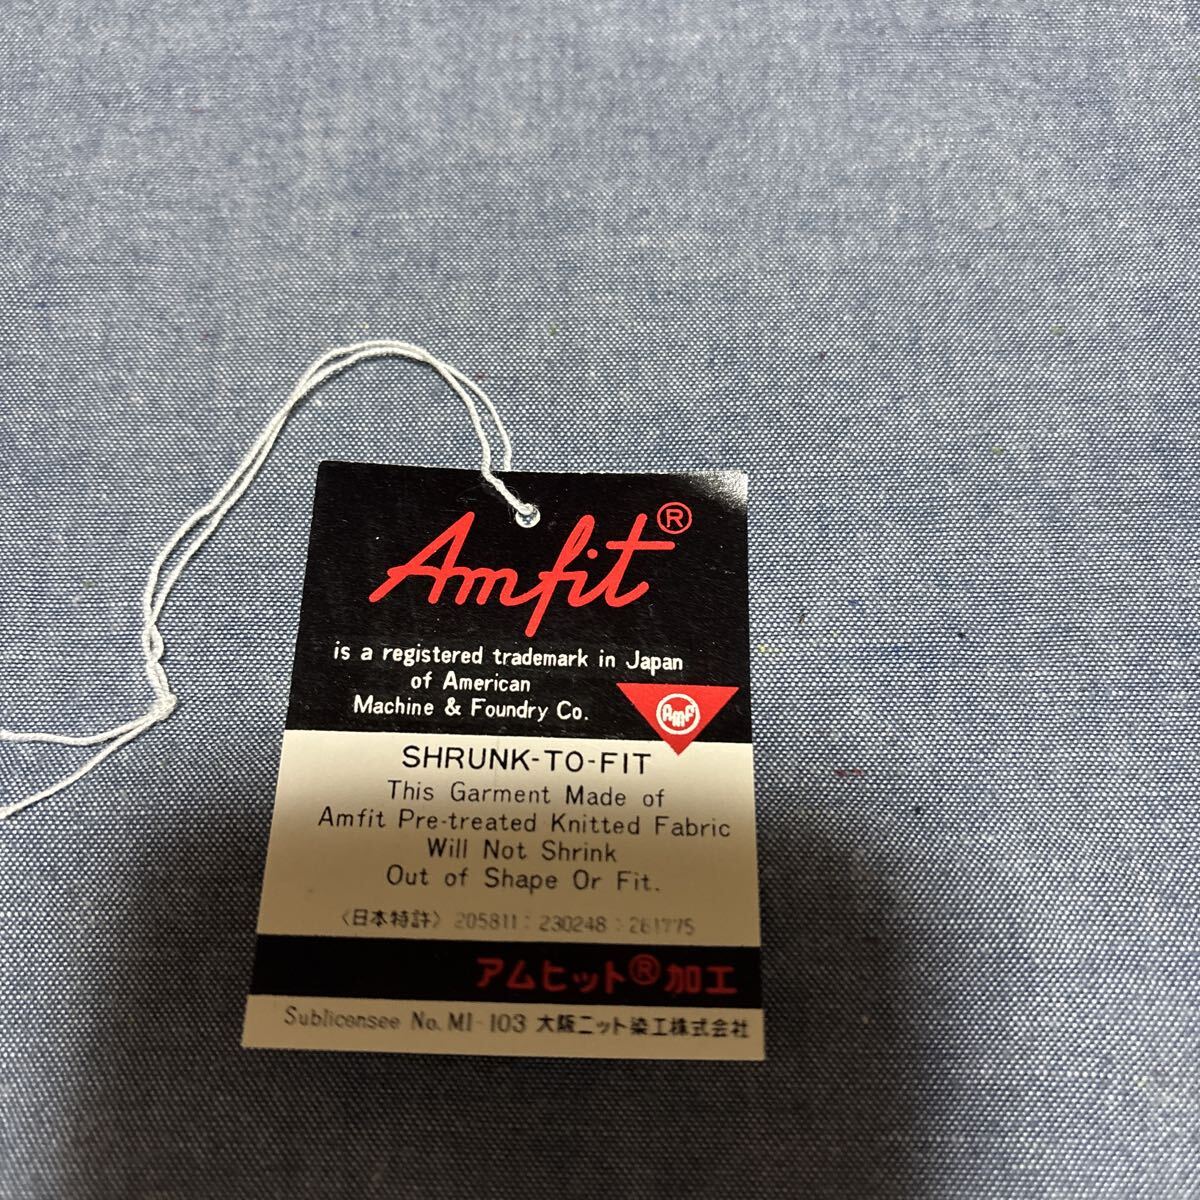 Amfit®
is a registered trademark in Japan
of American
Machine & Foundry Co.
AMF
SHRUNK-TO-FIT
This Garment Made of
Amfit Pre-treated Knitted Fabric
Will Not Shrink
Out of Shape Or Fit.
〈日本特許〉205811:230248:261775
アムヒット®加工
Sublicensee No. MI-103 大阪ニット染工株式会社